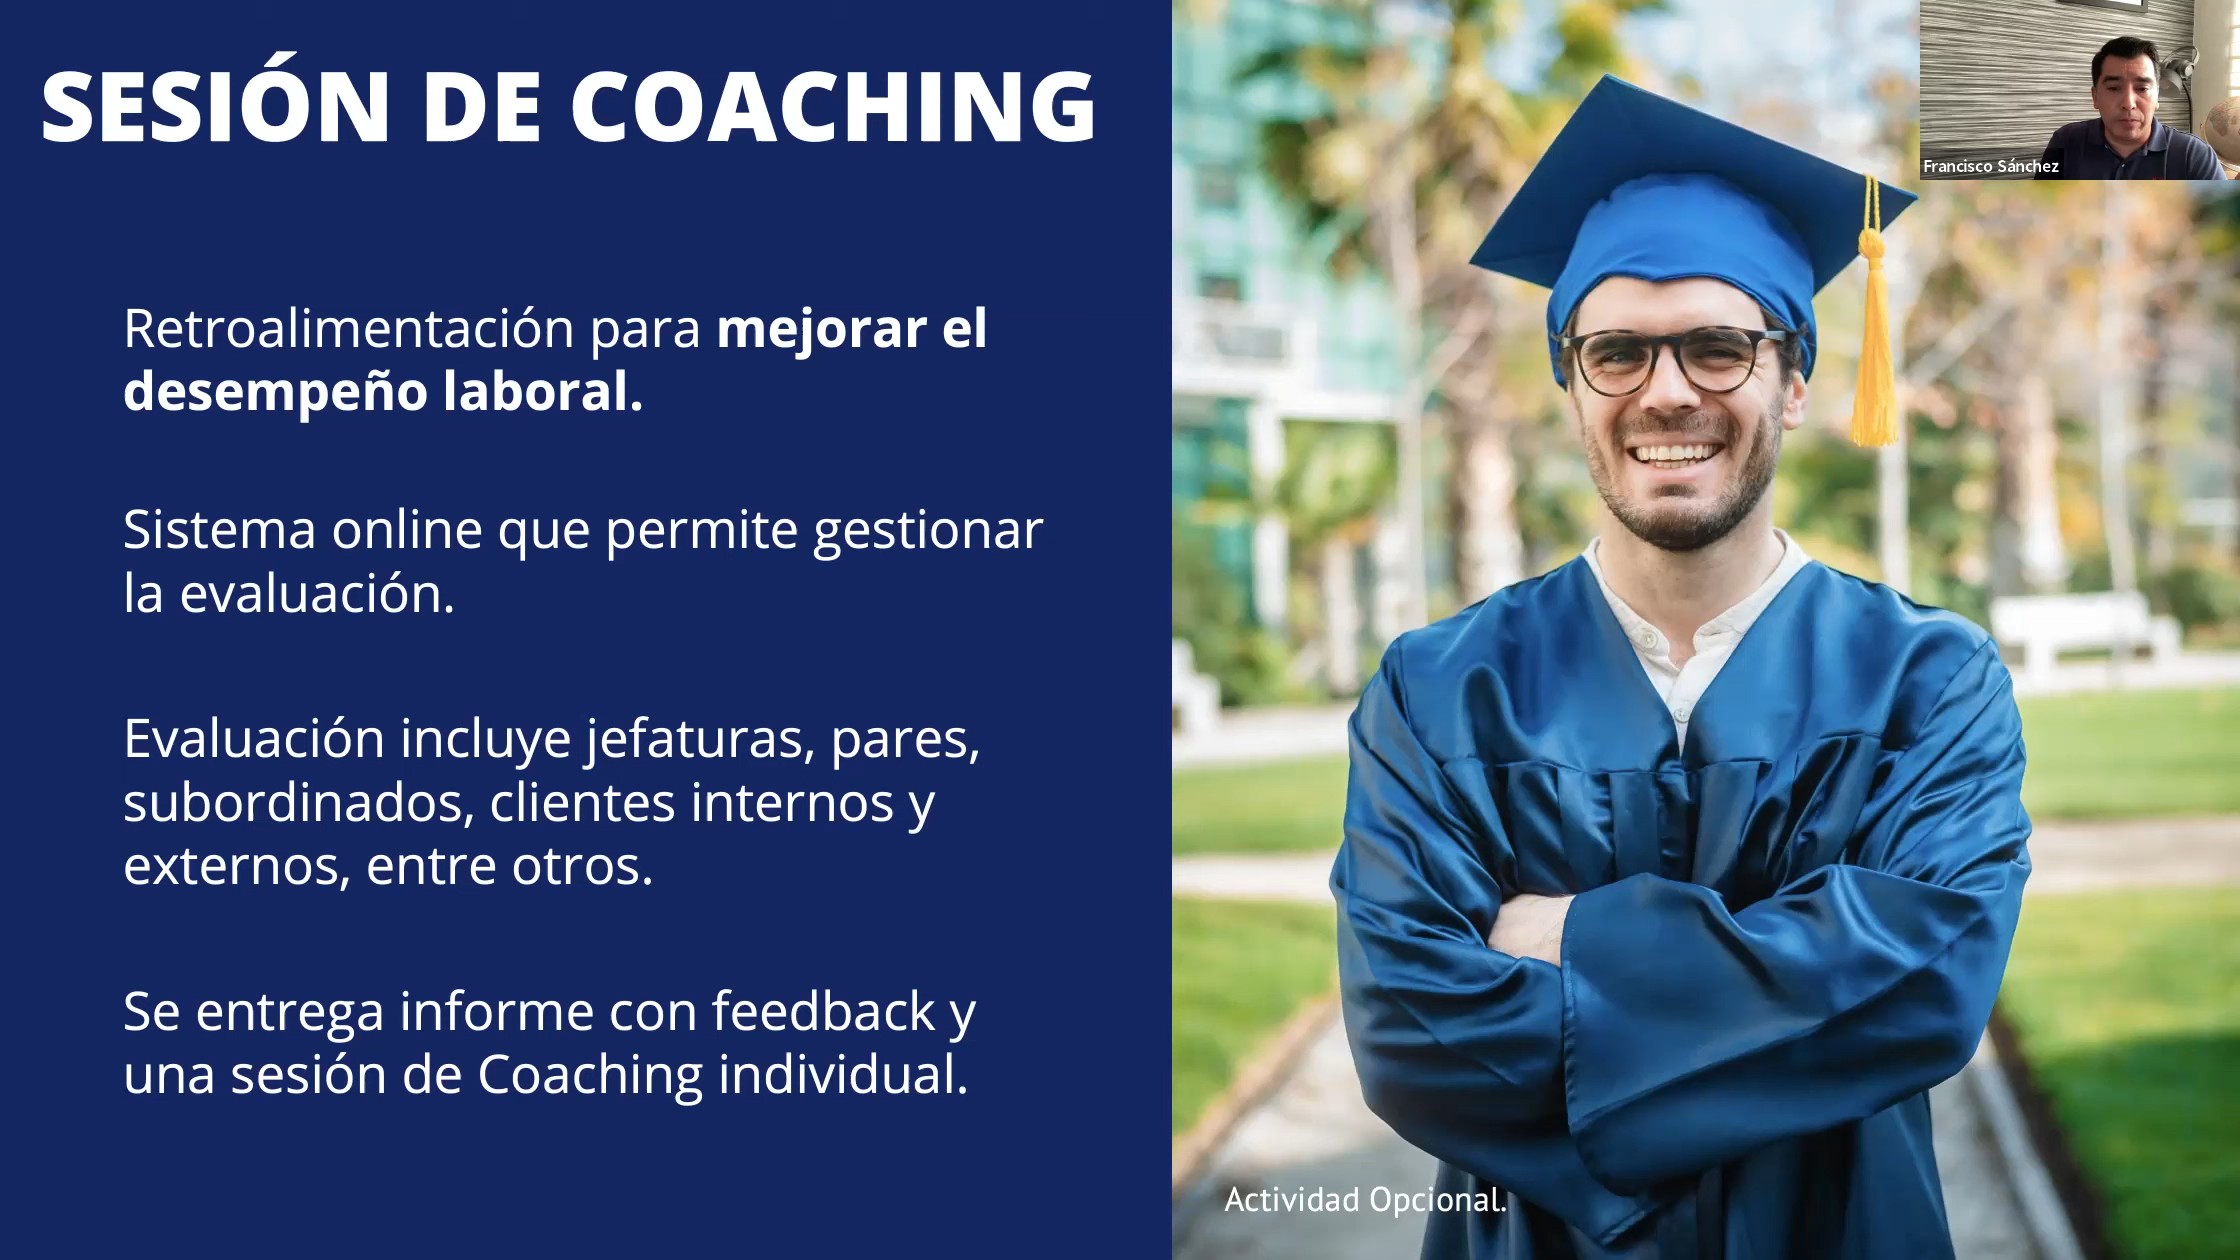 SESIÓN DE COACHING
Francisco Sánchez
Retroalimentación para mejorar el
desempeño laboral.
Sistema online que permite gestionar
la evaluación.
Evaluación incluye jefaturas, pares,
subordinados, clientes internos y
externos, entre otros.
Se entrega informe con feedback y
una sesión de Coaching individual.
Actividad Opcional.